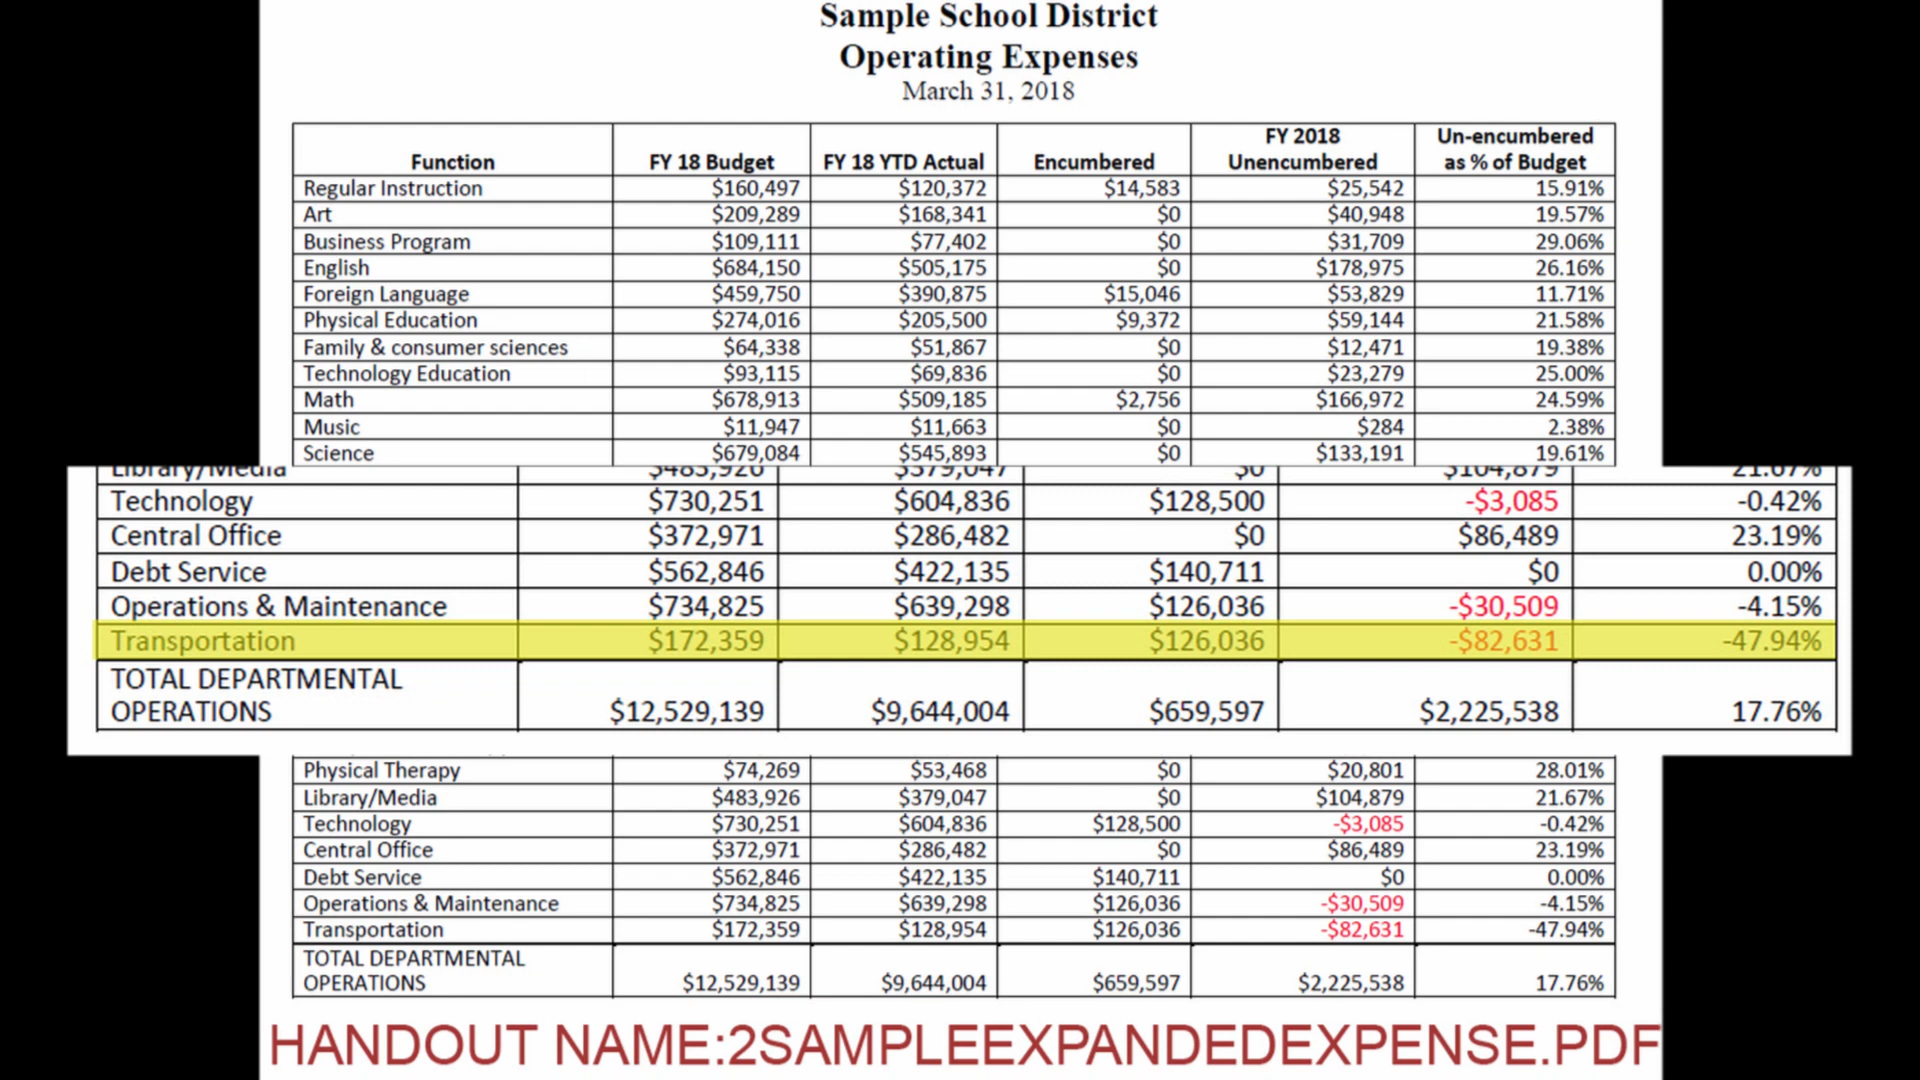 Sample School District
Operating Expenses
March 31, 2018
Function FY 18 Budget FY 18 YTD Actual Encumbered FY 2018 Unencumbered Un-encumbered as % of Budget
Regular Instruction $160,497 $120,372 $14,583 $25,542 15.91%
Art $209,289 $168,341 $0 $40,948 19.57%
Business Program $109,111 $77,402 $0 $31,709 29.06%
English $684,150 $505,175 $0 $178,975 26.16%
Foreign Language $459,750 $390,875 $15,046 $53,829 11.71%
Physical Education $274,016 $205,500 $9,372 $59,144 21.58%
Family & consumer sciences $64,338 $51,867 $0 $12,471 19.38%
Technology Education $93,115 $69,836 $0 $23,279 25.00%
Math $678,913 $509,185 $2,756 $166,972 24.59%
Music $11,947 $11,663 $0 $284 2.38%
Science $679,084 $545,893 $0 $133,191 19.61%
Library/Media $483,926 $379,047 $0 $104,879 21.67%
Technology $730,251 $604,836 $128,500 -$3,085 -0.42%
Central Office $372,971 $286,482 $0 $86,489 23.19%
Debt Service $562,846 $422,135 $140,711 $0 0.00%
Operations & Maintenance $734,825 $639,298 $126,036 -$30,509 -4.15%
Transportation $172,359 $128,954 $126,036 -$82,631 -47.94%
TOTAL DEPARTMENTAL
OPERATIONS $12,529,139 $9,644,004 $659,597 $2,225,538 17.76%
Physical Therapy $74,269 $53,468 $0 $20,801 28.01%
Library/Media $483,926 $379,047 $0 $104,879 21.67%
Technology $730,251 $604,836 $128,500 -$3,085 -0.42%
Central Office $372,971 $286,482 $0 $86,489 23.19%
Debt Service $562,846 $422,135 $140,711 $0 0.00%
Operations & Maintenance $734,825 $639,298 $126,036 -$30,509 -4.15%
Transportation $172,359 $128,954 $126,036 -$82,631 -47.94%
TOTAL DEPARTMENTAL
OPERATIONS $12,529,139 $9,644,004 $659,597 $2,225,538 17.76%
HANDOUT NAME:2SAMPLEEXPANDEDEXPENSE.PDF